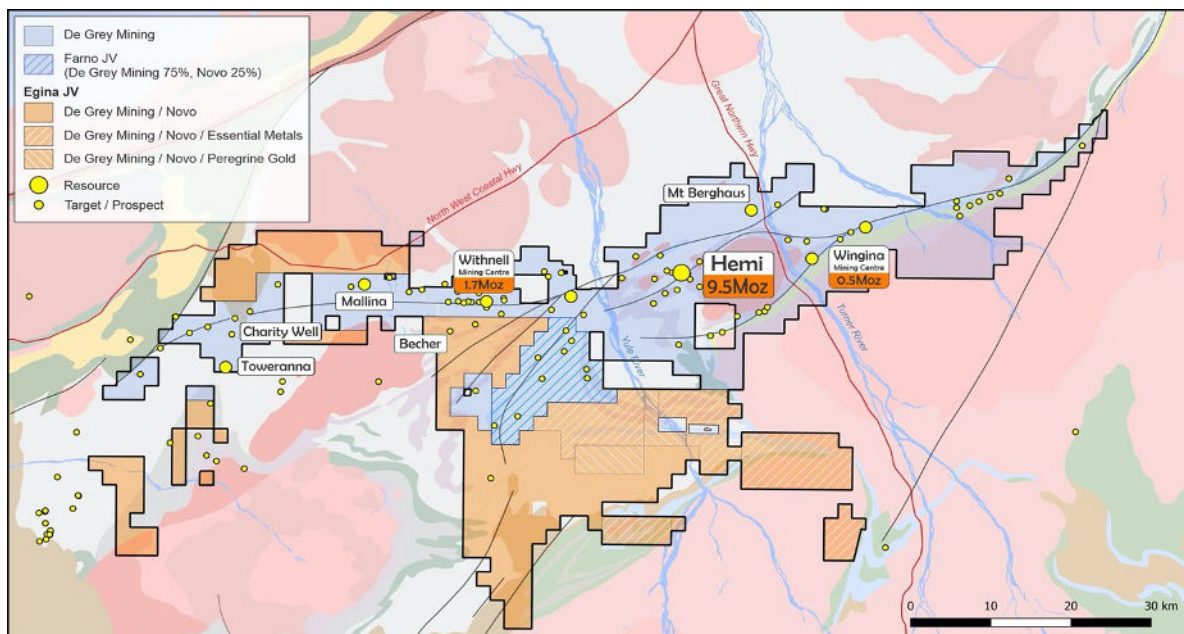 De Grey Mining
Farno JV
(De Grey Mining 75%, Novo 25%)
Egina JV
De Grey Mining / Novo
De Grey Mining / Novo / Essential Metals
De Grey Mining / Novo / Peregrine Gold
Resource
Target / Prospect
North West Coastal Hwy
Great Northern Hwy
Mt Berghaus
Withnell
Mining Centre
1.7Moz
Hemi
9.5Moz
Wingina
Mining Centre
0.5Moz
Mallina
Charity Well
Becher
Toweranna
Yule River
Turner River
0
10
20
30 km